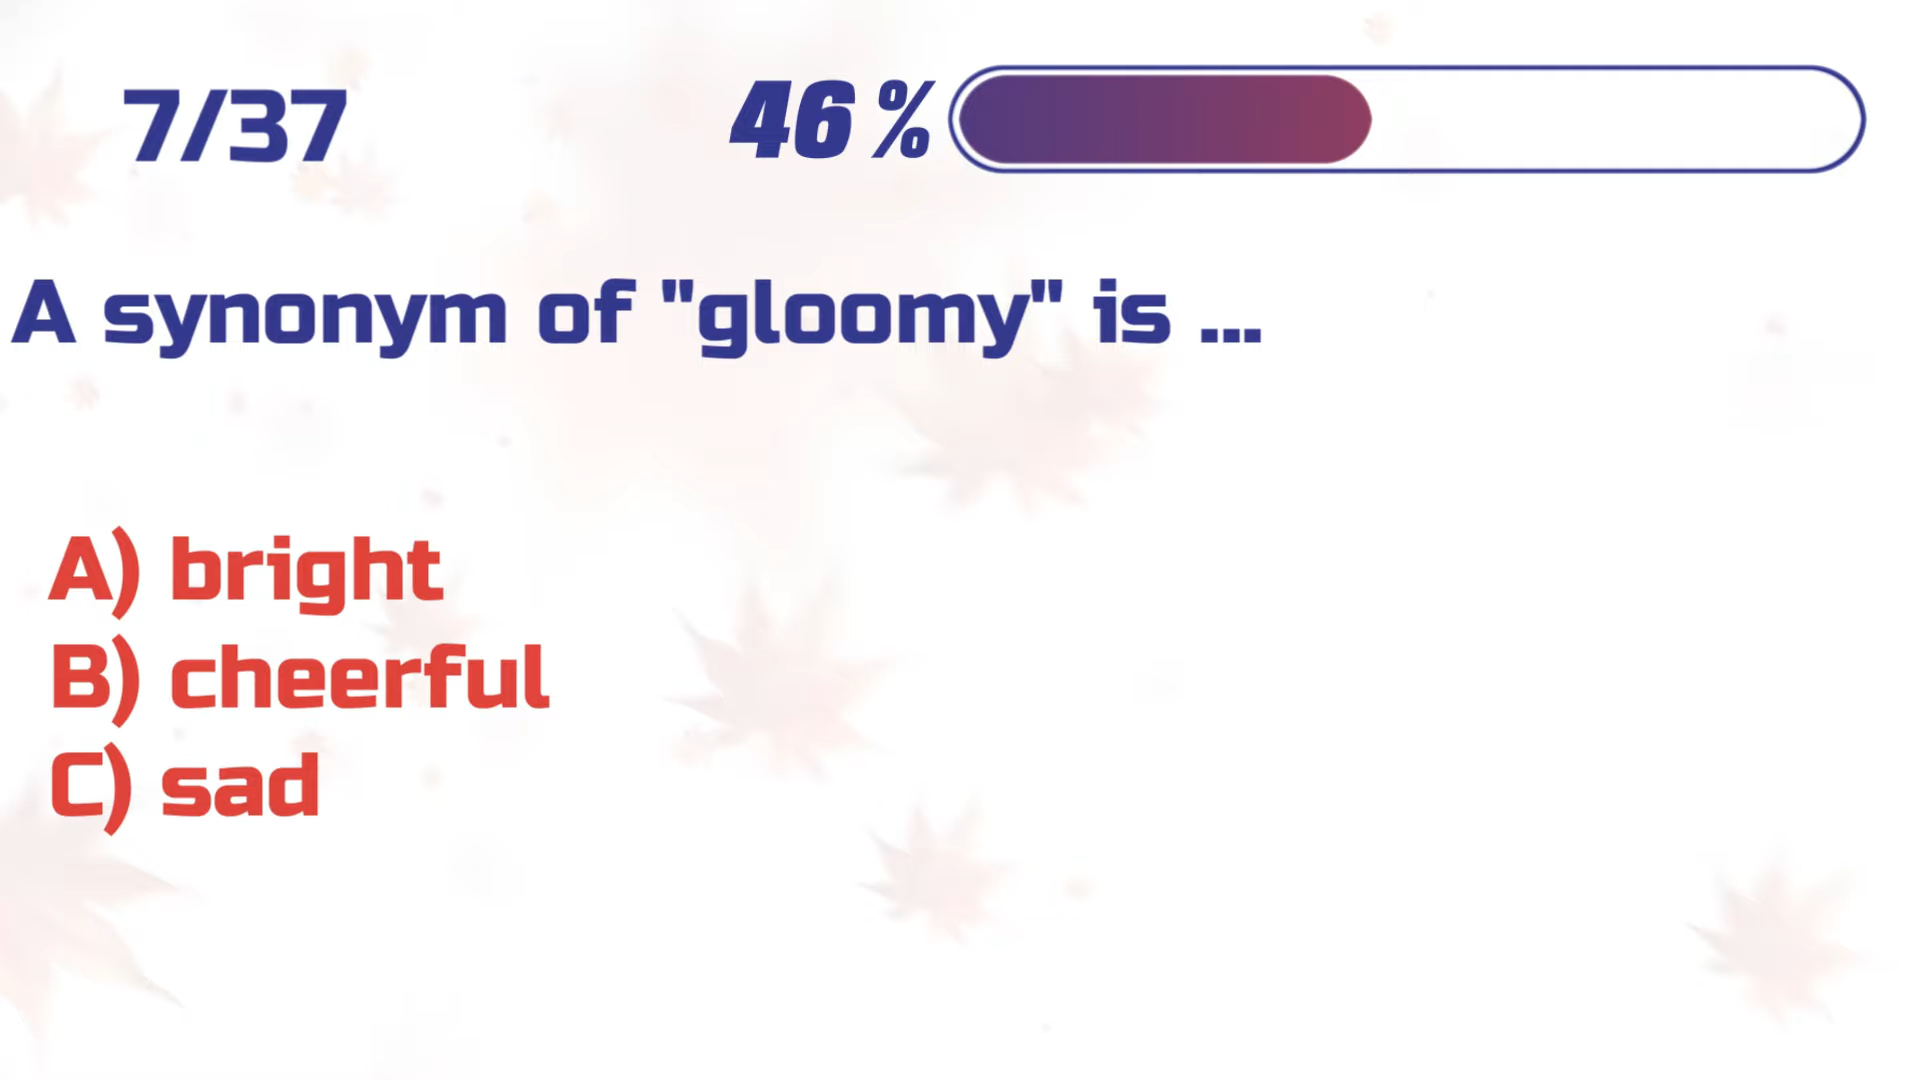 7/37
46 %
A synonym of "gloomy" is ...
A) bright
B) cheerful
C) sad